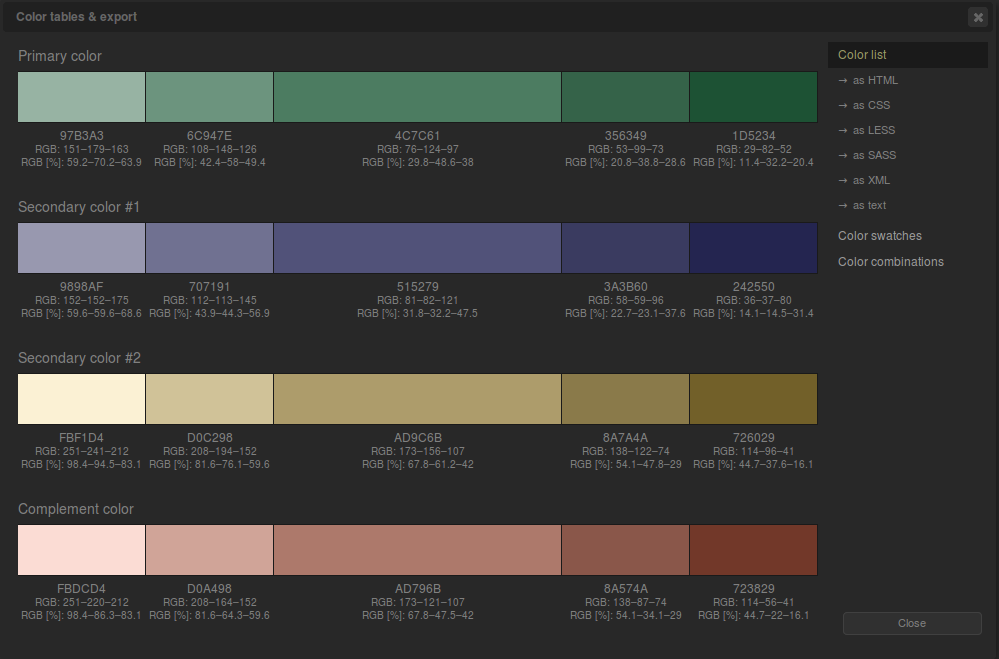 Color tables & export
Primary color
97B3A3
RGB: 151–179–163
RGB [%]: 59.2–70.2–63.9
6C947E
RGB: 108–148–126
RGB [%]: 42.4–58–49.4
4C7C61
RGB: 76–124–97
RGB [%]: 29.8–48.6–38
356349
RGB: 53–99–73
RGB [%]: 20.8–38.8–28.6
1D5234
RGB: 29–82–52
RGB [%]: 11.4–32.2–20.4
Secondary color #1
9898AF
RGB: 152–152–175
RGB [%]: 59.6–59.6–68.6
707191
RGB: 112–113–145
RGB [%]: 43.9–44.3–56.9
515279
RGB: 81–82–121
RGB [%]: 31.8–32.2–47.5
3A3B60
RGB: 58–59–96
RGB [%]: 22.7–23.1–37.6
242550
RGB: 36–37–80
RGB [%]: 14.1–14.5–31.4
Secondary color #2
FBF1D4
RGB: 251–241–212
RGB [%]: 98.4–94.5–83.1
D0C298
RGB: 208–194–152
RGB [%]: 81.6–76.1–59.6
AD9C6B
RGB: 173–156–107
RGB [%]: 67.8–61.2–42
8A7A4A
RGB: 138–122–74
RGB [%]: 54.1–47.8–29
726029
RGB: 114–96–41
RGB [%]: 44.7–37.6–16.1
Complement color
FBDCD4
RGB: 251–220–212
RGB [%]: 98.4–86.3–83.1
D0A498
RGB: 208–164–152
RGB [%]: 81.6–64.3–59.6
AD796B
RGB: 173–121–107
RGB [%]: 67.8–47.5–42
8A574A
RGB: 138–87–74
RGB [%]: 54.1–34.1–29
723829
RGB: 114–56–41
RGB [%]: 44.7–22–16.1
Color list
→ as HTML
→ as CSS
→ as LESS
→ as SASS
→ as XML
→ as text
Color swatches
Color combinations
Close